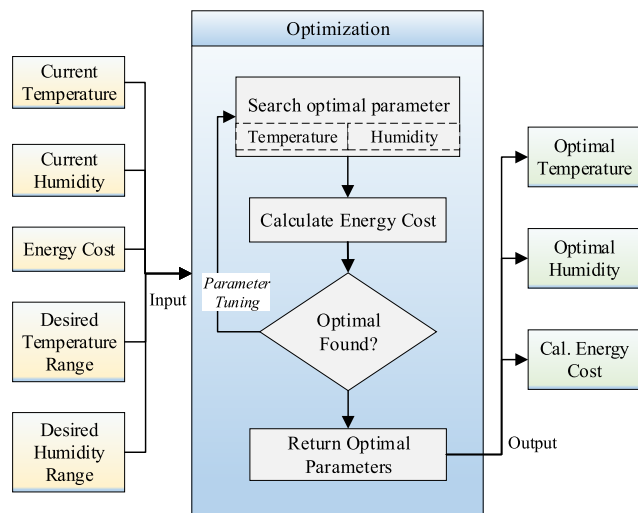 Optimization
Current
Temperature
Current
Humidity
Energy Cost
Desired
Temperature
Range
Desired
Humidity
Range
Input
Search optimal parameter
Temperature
Humidity
Calculate Energy Cost
Parameter
Tuning
Optimal
Found?
Return Optimal
Parameters
Output
Optimal
Temperature
Optimal
Humidity
Cal. Energy
Cost